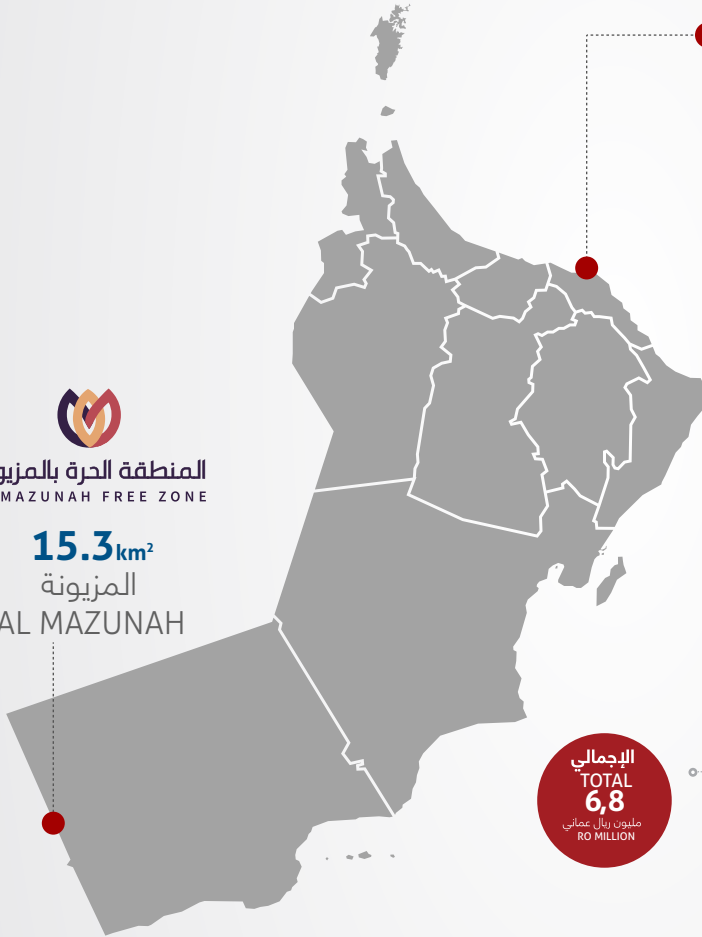 المنطقة الحرة
MAZUNAH FREE ZONE
15.3km²
المزيونة
AL MAZUNAH
الإجمالي
TOTAL
6,8
مليون ريال عماني
RO MILLION